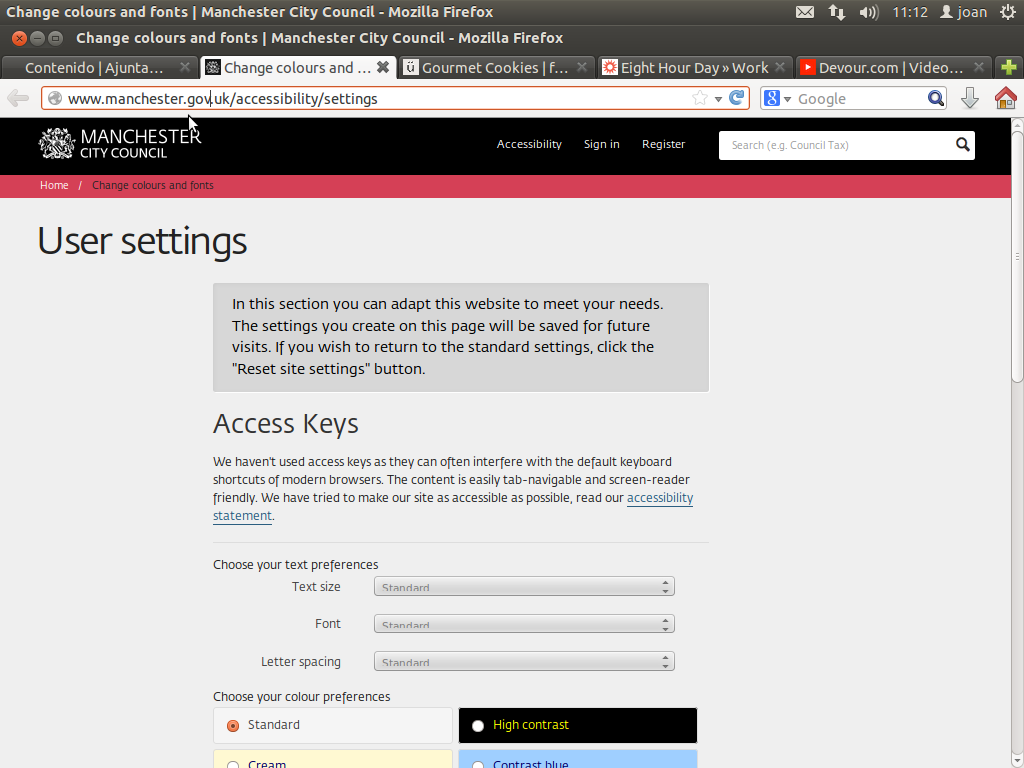 Change colours and fonts | Manchester City Council - Mozilla Firefox
11:12 joan
Change colours and fonts | Manchester City Council - Mozilla Firefox
Contenido | Ajunta...
Change colours and ...
Gourmet Cookies | f...
Eight Hour Day » Work
Devour.com | Video...
www.manchester.gov.uk/accessibility/settings
Google
MANCHESTER
CITY COUNCIL
Accessibility Sign in Register
Search (e.g. Council Tax)
Home / Change colours and fonts
User settings
In this section you can adapt this website to meet your needs.
The settings you create on this page will be saved for future
visits. If you wish to return to the standard settings, click the
"Reset site settings" button.
Access Keys
We haven't used access keys as they can often interfere with the default keyboard
shortcuts of modern browsers. The content is easily tab-navigable and screen-reader
friendly. We have tried to make our site as accessible as possible, read our accessibility
statement.
Choose your text preferences
Text size Standard
Font Standard
Letter spacing Standard
Choose your colour preferences
Standard High contrast
Cream Contrast blue